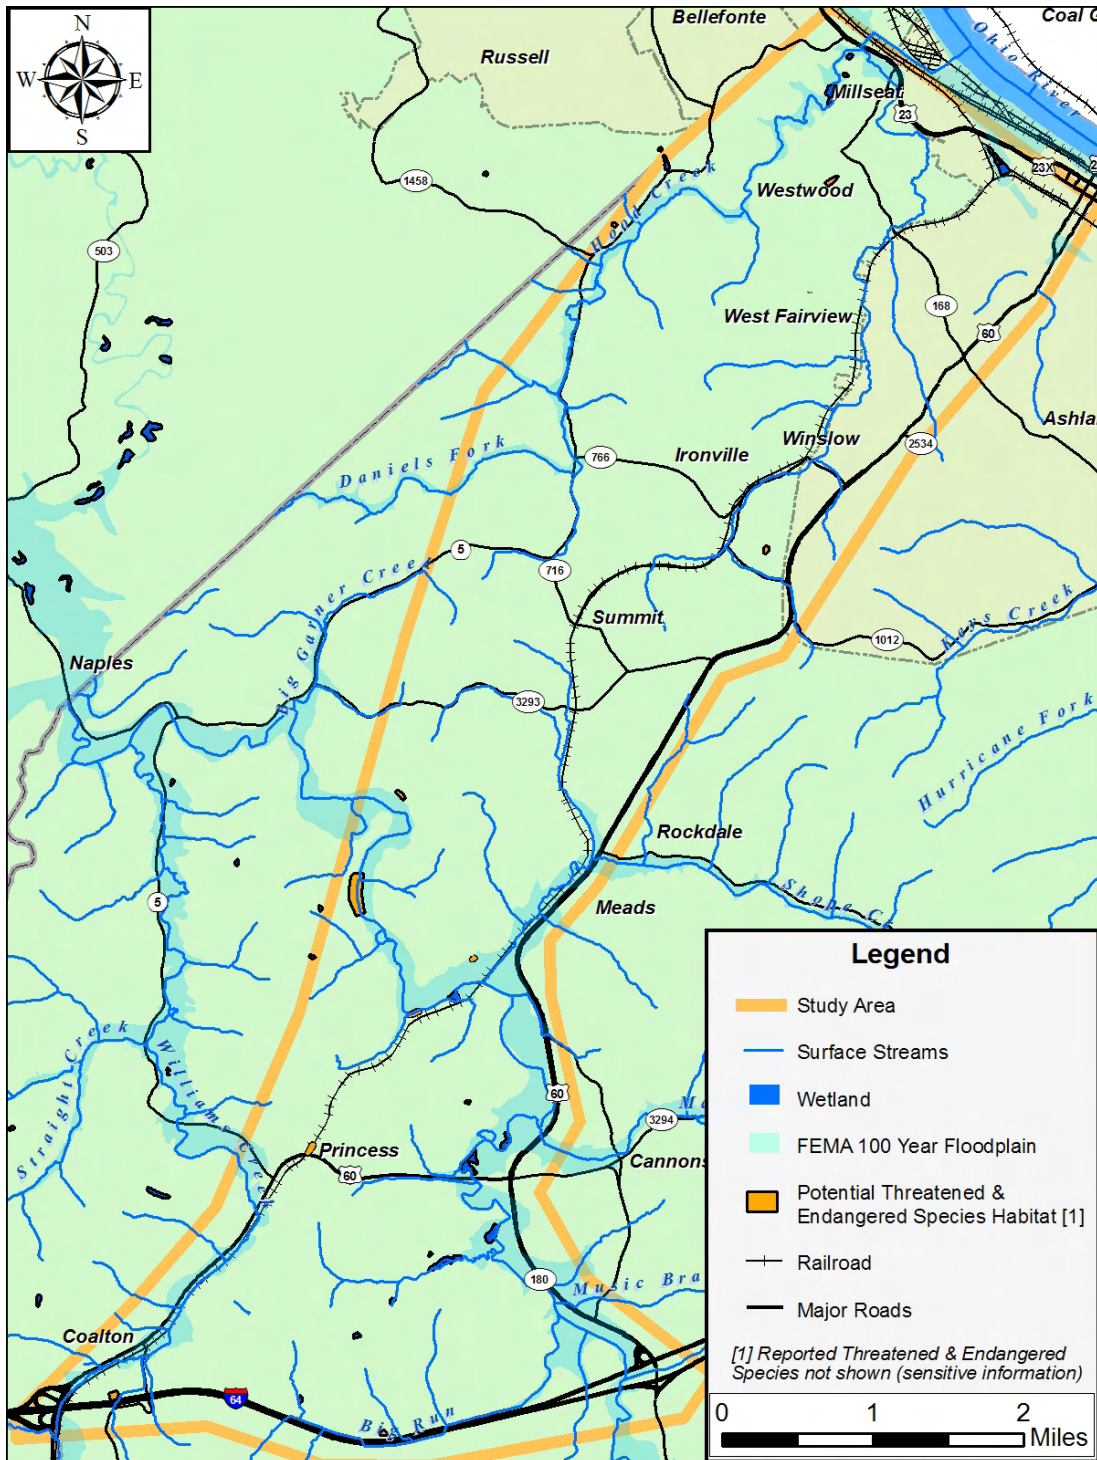 N
W E
S
Bellefonte
Coal G
Russell
Ohio River
Millseat
23
23X
1458
Hood Creek
Westwood
503
168
West Fairview
60
Ashla
Winslow
2534
Daniels Fork
766
Ironville
5
716
Big Garner Creek
Summit
1012
Keys Creek
Naples
3293
Hurricane Fork
Rockdale
Shope C
5
Meads
Straight Creek
Williams Creek
60
3294
Princess
60
Cannons
180
Music Bra
Coalton
64
Big Run
Legend
Study Area
Surface Streams
Wetland
FEMA 100 Year Floodplain
Potential Threatened &
Endangered Species Habitat [1]
Railroad
Major Roads
[1] Reported Threatened & Endangered
Species not shown (sensitive information)
0 1 2
Miles